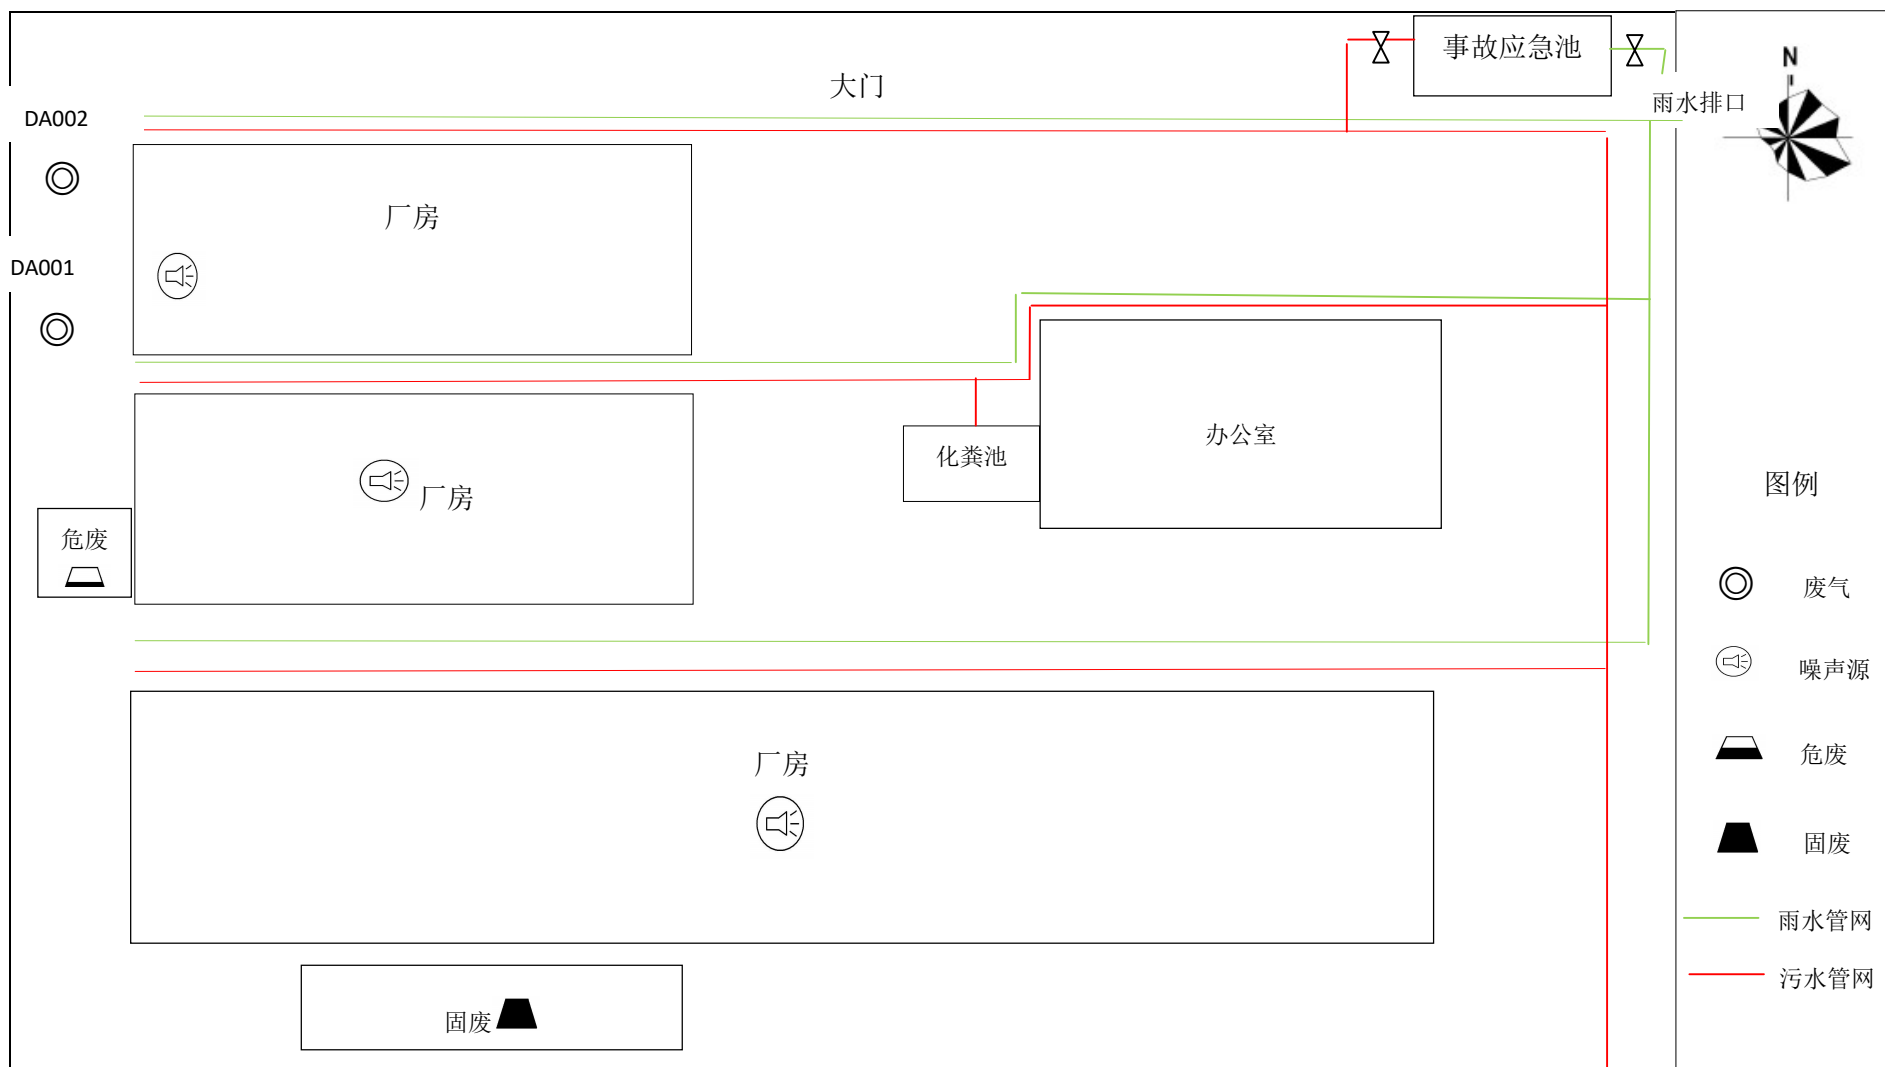 事故应急池
N
大门
雨水排口
DA002
厂房
DA001
办公室
化粪池
图例
厂房
危废
废气
噪声源
危废
厂房
固废
雨水管网
污水管网
固废